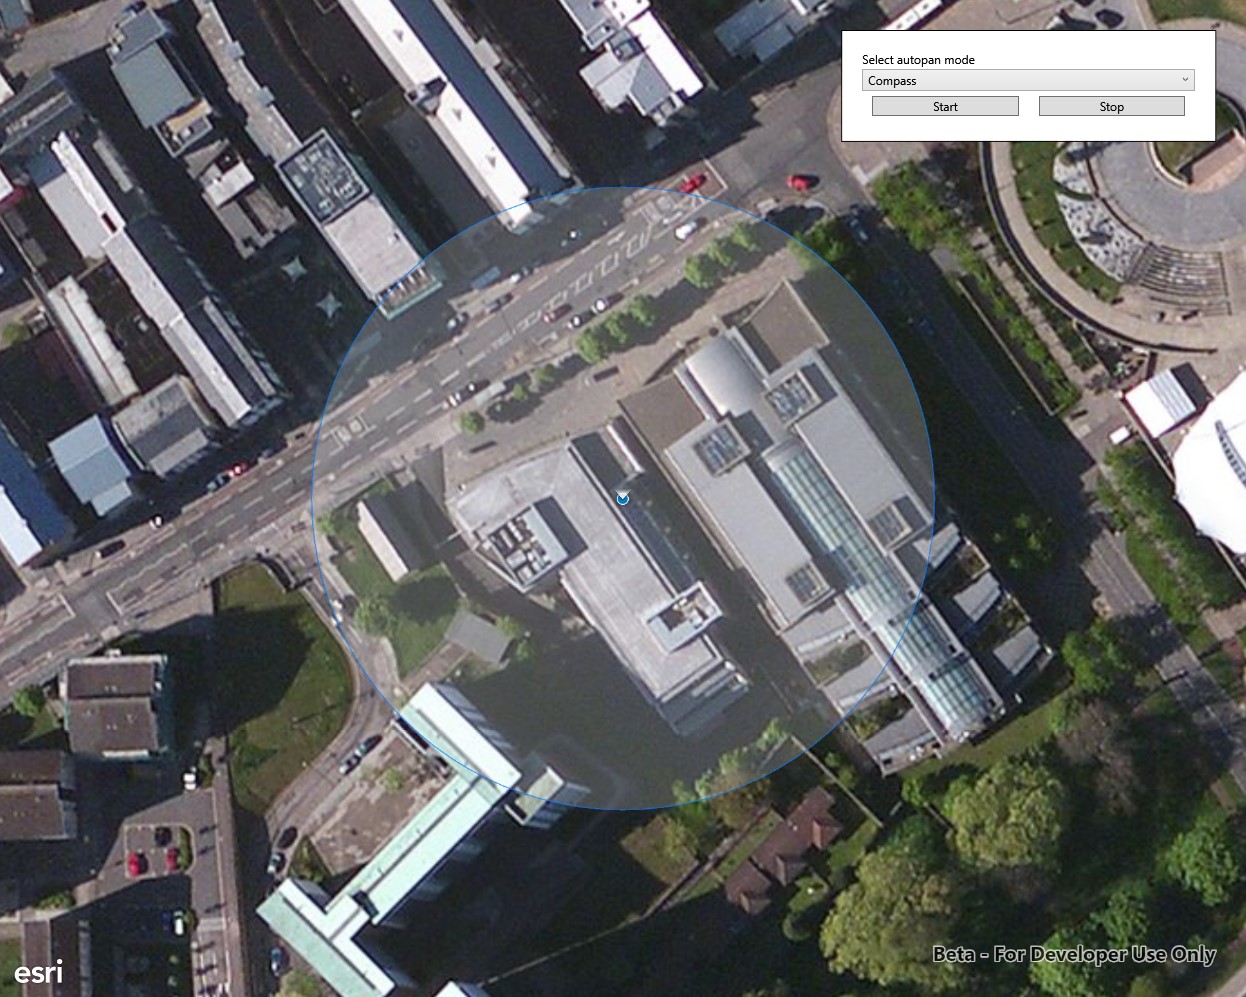 Select autopan mode
Compass
Start Stop
esri
Beta - For Developer Use Only